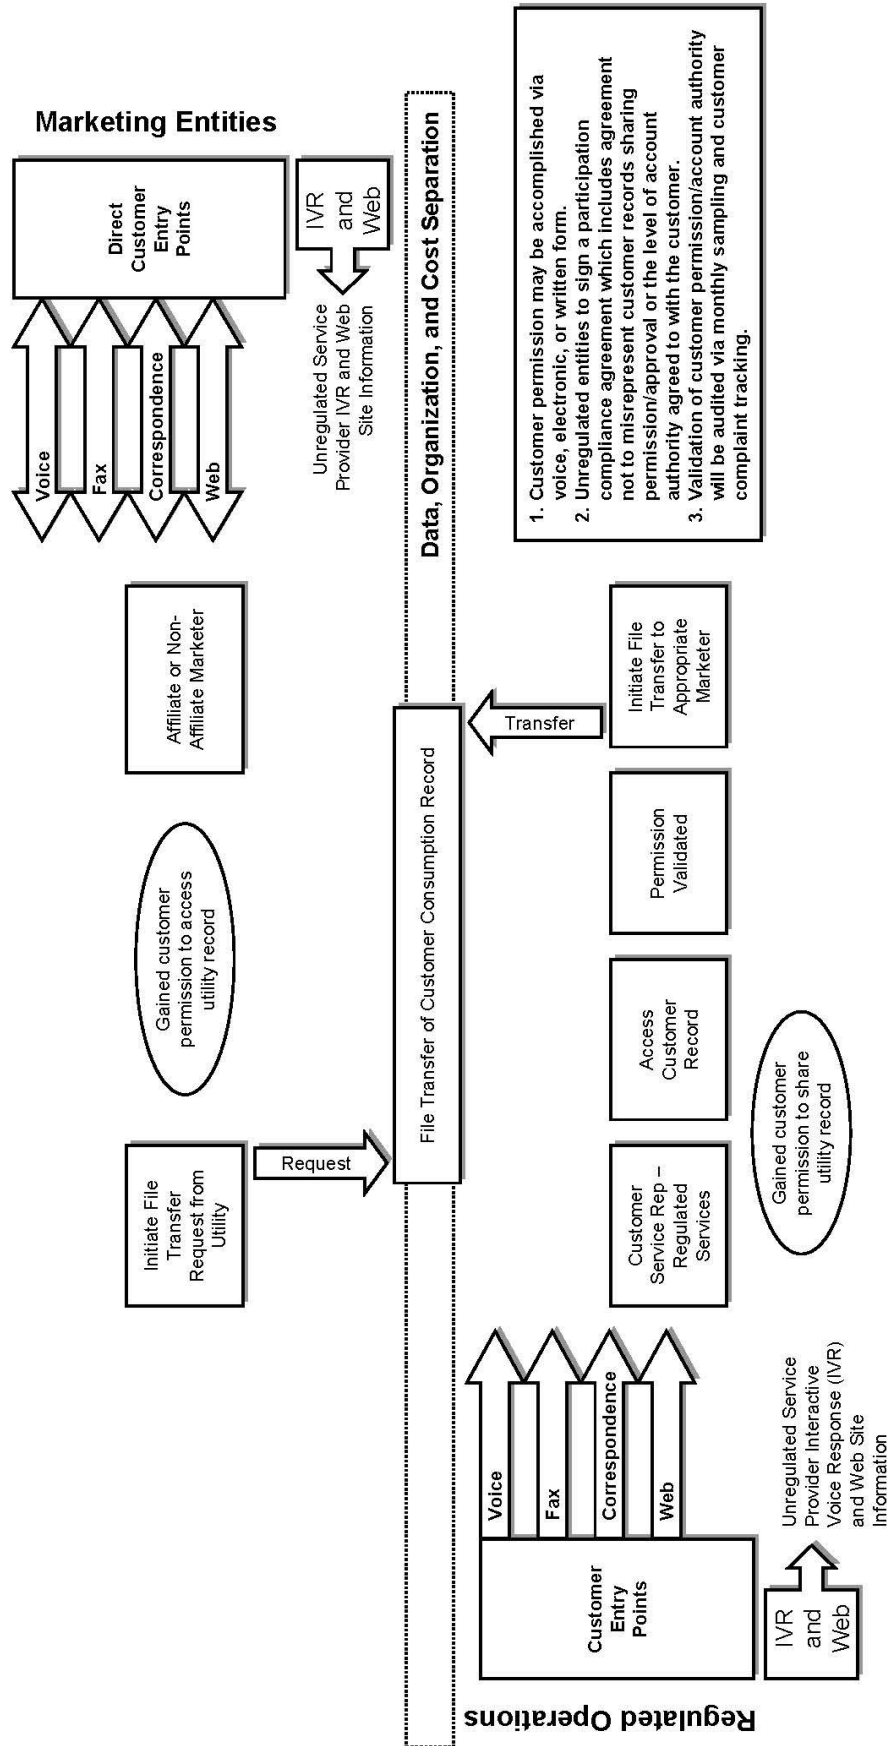 Marketing Entities
Initiate File
Transfer
Request from
Utility
Gained customer
permission to access
utility record
Affiliate or Non-
Affiliate Marketer
Voice
Fax
Correspondence
Web
Direct
Customer
Entry
Points
Unregulated Service
Provider IVR and Web
Site Information
IVR
and
Web
Request
File Transfer of Customer Consumption Record
Data, Organization, and Cost Separation
Transfer
Regulated Operations
Customer
Entry
Points
Voice
Fax
Correspondence
Web
Customer
Service Rep –
Regulated
Services
Access
Customer
Record
Permission
Validated
Initiate File
Transfer to
Appropriate
Marketer
Gained customer
permission to share
utility record
IVR
and
Web
Unregulated Service
Provider Interactive
Voice Response (IVR)
and Web Site
Information
1. Customer permission may be accomplished via
voice, electronic, or written form.
2. Unregulated entities to sign a participation
compliance agreement which includes agreement
not to misrepresent customer records sharing
permission/approval or the level of account
authority agreed to with the customer.
3. Validation of customer permission/account authority
will be audited via monthly sampling and customer
complaint tracking.